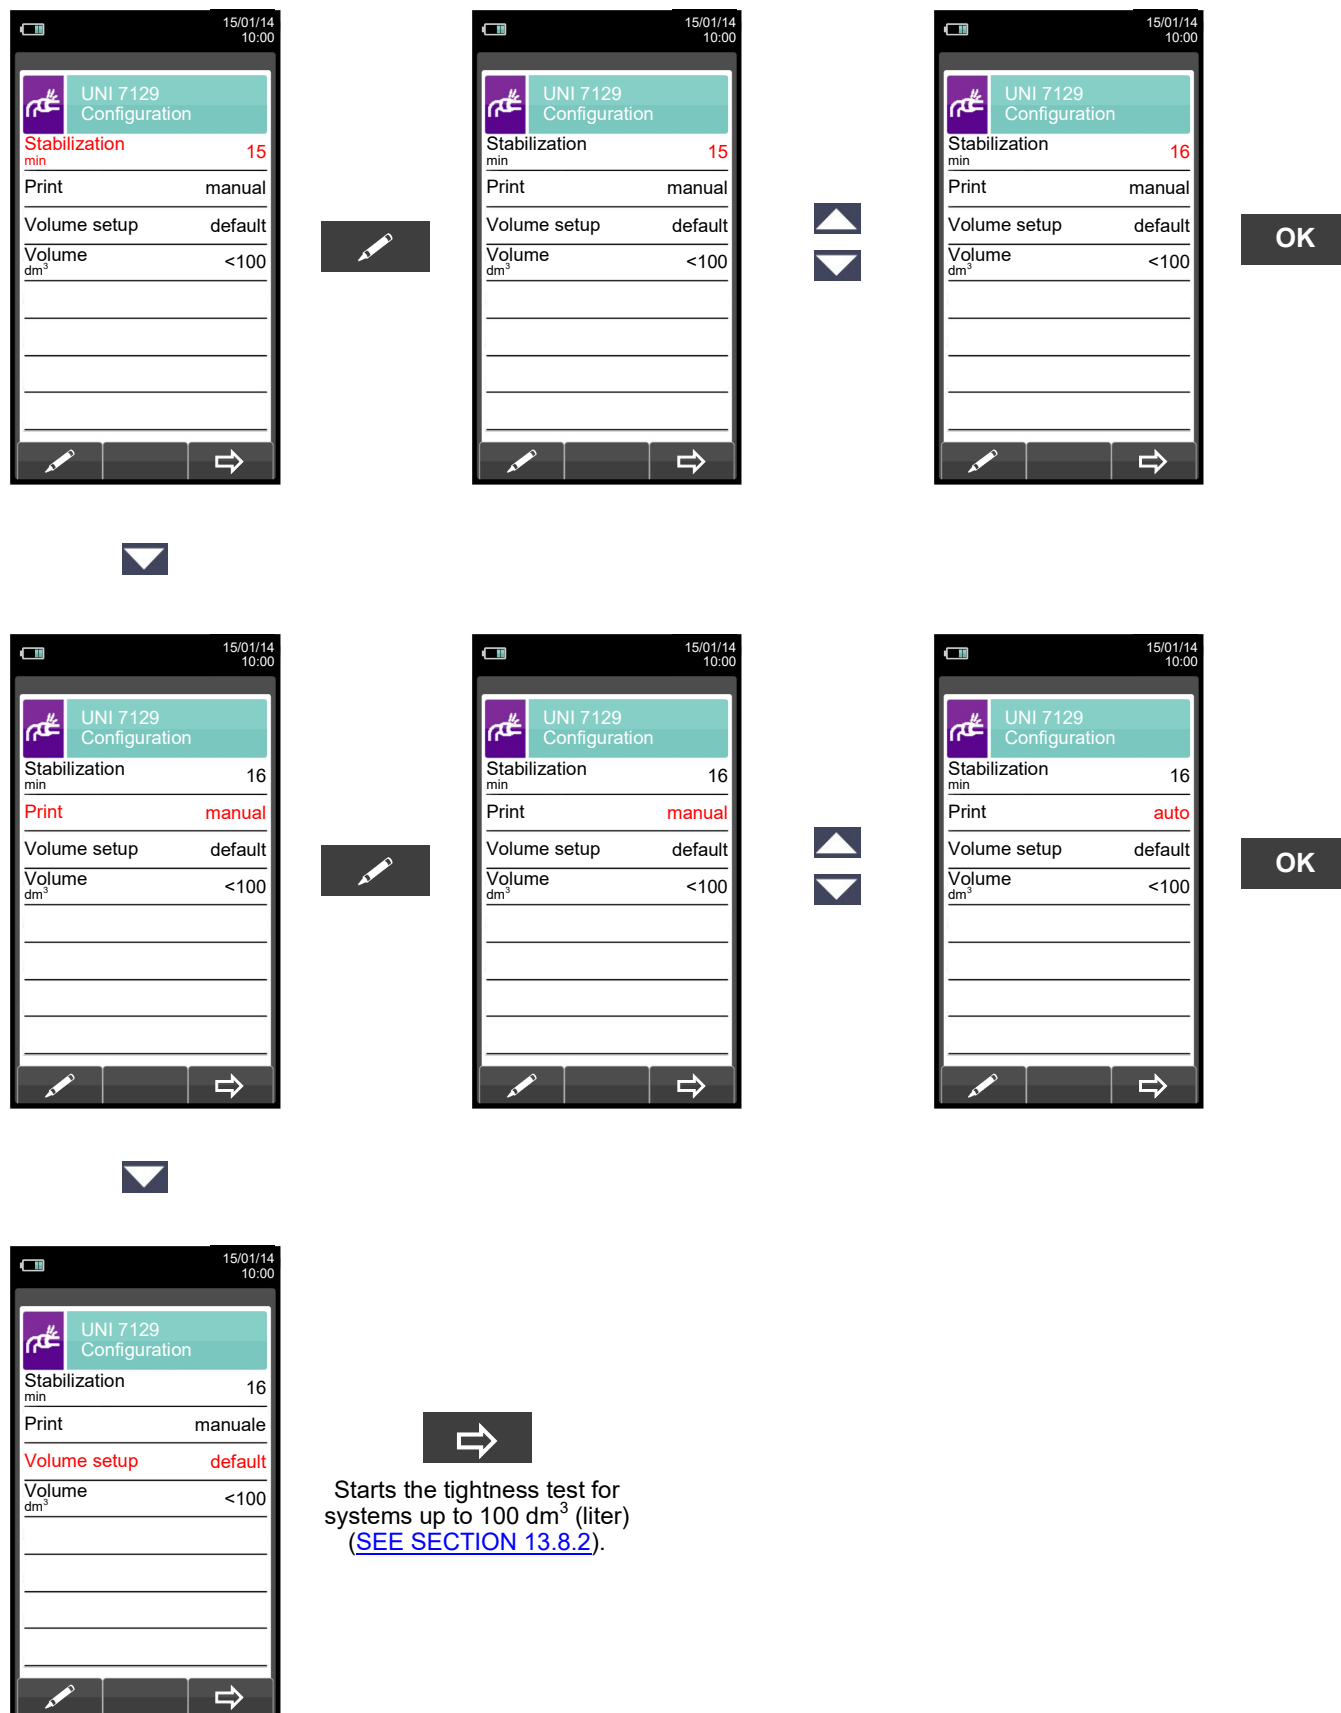 15/01/14
10:00
UNI 7129
Configuration
Stabilization
min
15
Print manual
Volume setup default
Volume
dm³
<100
15/01/14
10:00
UNI 7129
Configuration
Stabilization
min
15
Print manual
Volume setup default
Volume
dm³
<100
15/01/14
10:00
UNI 7129
Configuration
Stabilization
min
16
Print manual
Volume setup default
Volume
dm³
<100
OK
15/01/14
10:00
UNI 7129
Configuration
Stabilization
min
16
Print manual
Volume setup default
Volume
dm³
<100
15/01/14
10:00
UNI 7129
Configuration
Stabilization
min
16
Print manual
Volume setup default
Volume
dm³
<100
15/01/14
10:00
UNI 7129
Configuration
Stabilization
min
16
Print auto
Volume setup default
Volume
dm³
<100
OK
15/01/14
10:00
UNI 7129
Configuration
Stabilization
min
16
Print manuale
Volume setup default
Volume
dm³
<100
Starts the tightness test for
systems up to 100 dm³ (liter)
(SEE SECTION 13.8.2).